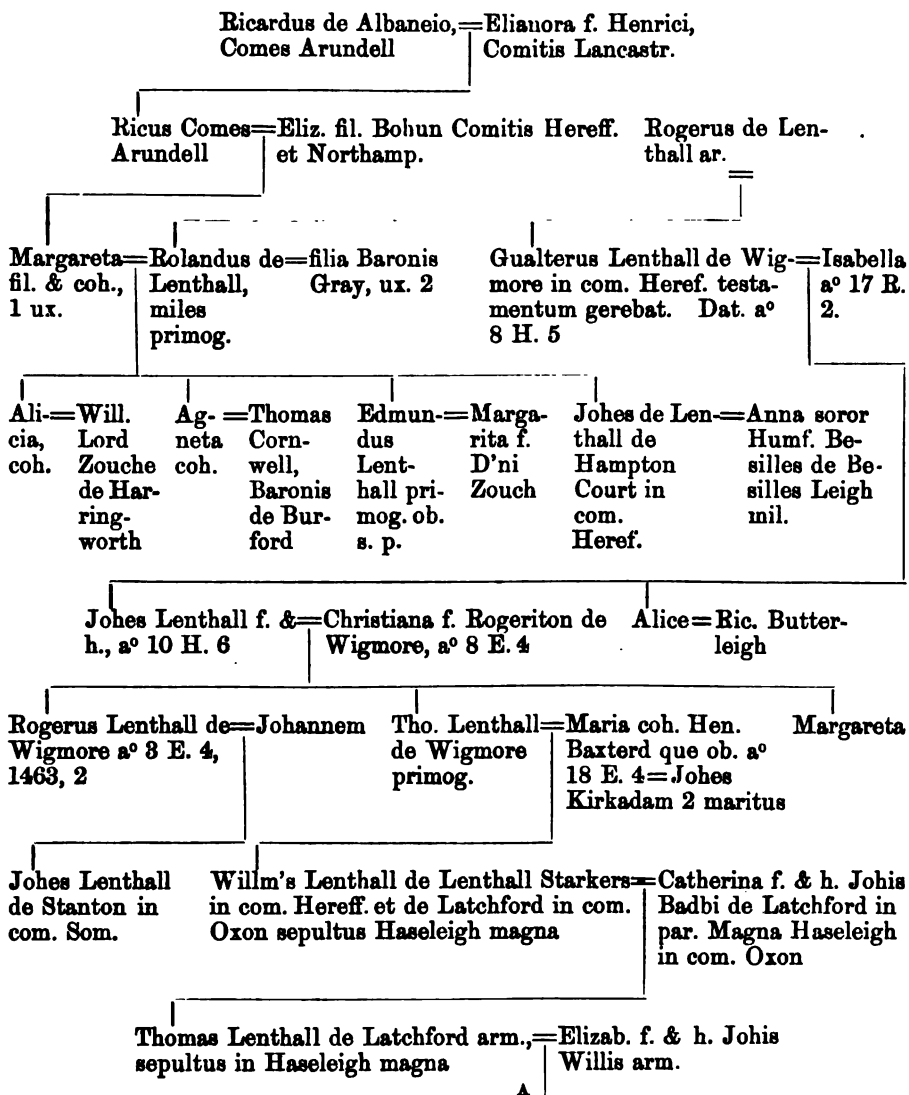 Ricardus de Albaneio,=Elianora f. Henrici,
Comes Arundell Comitis Lancastr.
Ricus Comes=Eliz. fil. Bohun Comitis Hereff. Rogerus de Len-
Arundell et Northamp. thall ar.
=
Margareta=Rolandus de=filia Baronis Gualterus Lenthall de Wig-=Isabella
fil. & coh., Lenthall, Gray, ux. 2 more in com. Heref. testa- aº 17 R.
1 ux. miles mentum gerebat. Dat. aº 2.
primog. 8 H. 5
Ali-=Will. Ag-=Thomas Edmun-=Marga- Johes de Len-=Anna soror
cia, Lord neta Corn- dus rita f. thall de Humf. Be-
coh. Zouche coh. well, Lent- D'ni Hampton silles de Be-
de Har- Baronis hall pri- Zouch Court in silles Leigh
ring- de Bur- mog. ob. com. mil.
worth ford s. p. Heref.
Johes Lenthall f. &=Christiana f. Rogeriton de Alice=Ric. Butter-
h., aº 10 H. 6 Wigmore, aº 8 E. 4 leigh
Rogerus Lenthall de=Johannem Tho. Lenthall=Maria coh. Hen. Margareta
Wigmore aº 3 E. 4, de Wigmore Baxterd que ob. aº
1463, 2 primog. 18 E. 4=Johes
Kirkadam 2 maritus
Johes Lenthall Willm's Lenthall de Lenthall Starkers=Catherina f. & h. Johis
de Stanton in in com. Hereff. et de Latchford in com. Badbi de Latchford in
com. Som. Oxon sepultus Haseleigh magna par. Magna Haseleigh
in com. Oxon
Thomas Lenthall de Latchford arm.,=Elizab. f. & h. Johis
sepultus in Haseleigh magna Willis arm.
A